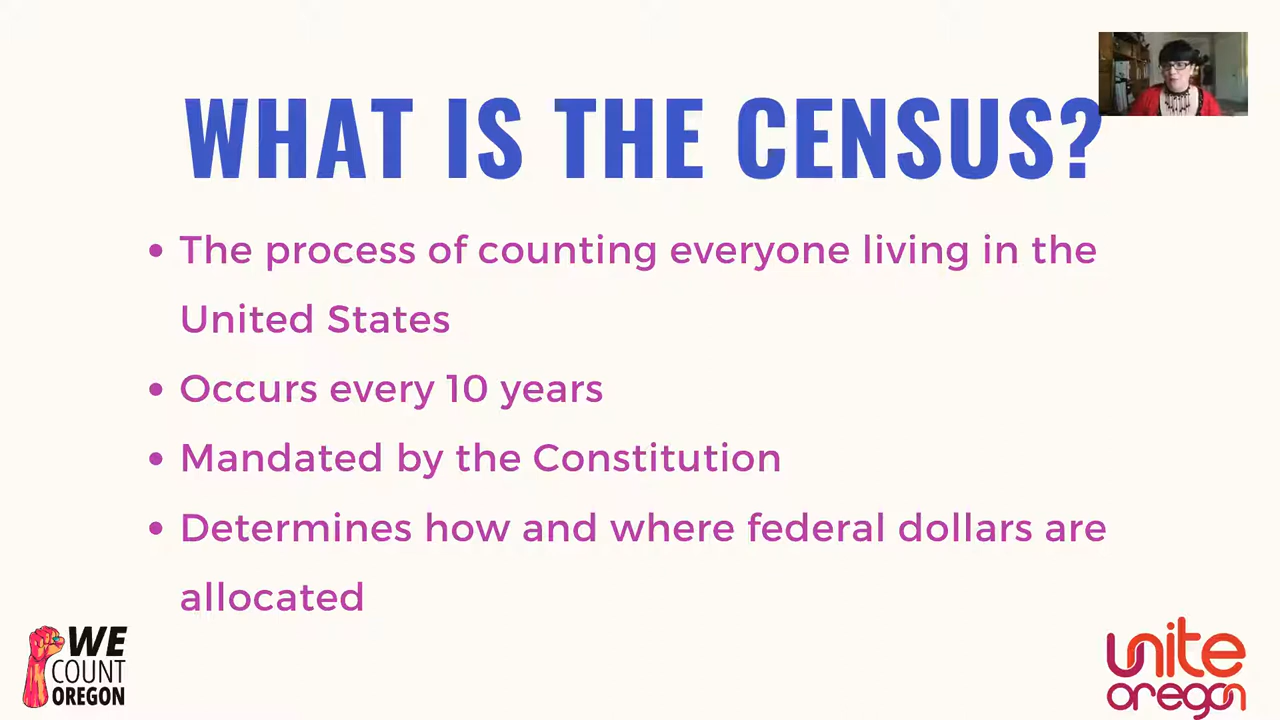 WHAT IS THE CENSUS?
• The process of counting everyone living in the
United States
• Occurs every 10 years
• Mandated by the Constitution
• Determines how and where federal dollars are
allocated
WE
COUNT
OREGON
unite
oregon